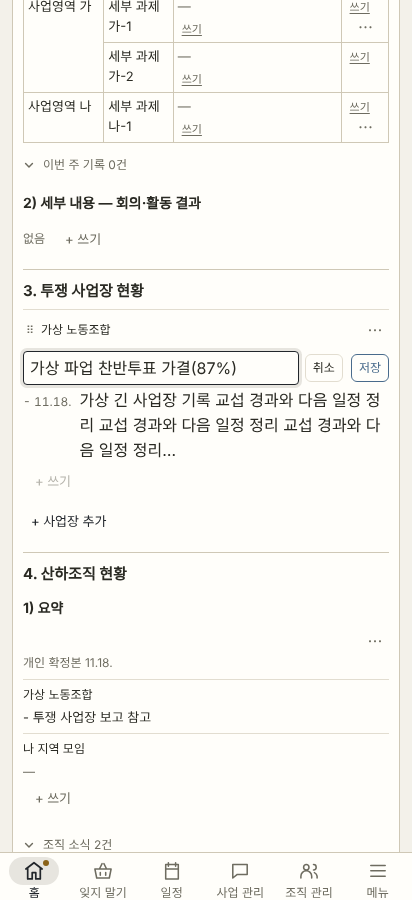 사업영역 가
세부 과제
가-1
—
쓰기
쓰기
···
세부 과제
가-2
—
쓰기
쓰기
사업영역 나
세부 과제
나-1
—
쓰기
쓰기
···
이번 주 기록 0건
2) 세부 내용 — 회의·활동 결과
없음 + 쓰기
3. 투쟁 사업장 현황
가상 노동조합 ···
가상 파업 찬반투표 가결(87%) 취소 저장
- 11.18. 가상 긴 사업장 기록 교섭 경과와 다음 일정 정
리 교섭 경과와 다음 일정 정리 교섭 경과와 다
음 일정 정리...
+ 쓰기
+ 사업장 추가
4. 산하조직 현황
1) 요약
···
개인 확정본 11.18.
가상 노동조합
- 투쟁 사업장 보고 참고
나 지역 모임
—
+ 쓰기
조직 소식 2건
홈 잊지 말기 일정 사업 관리 조직 관리 메뉴